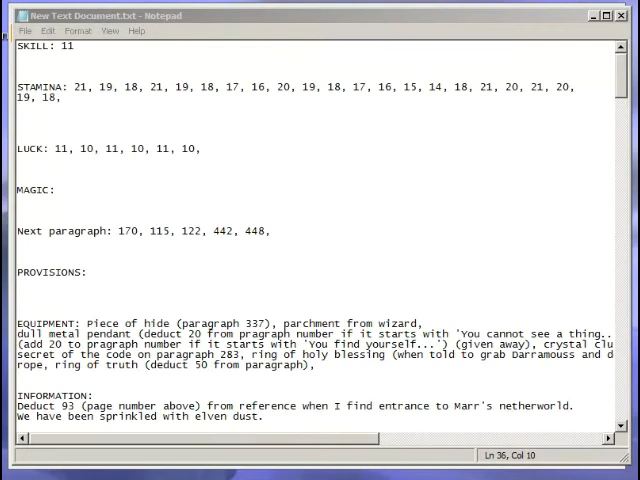 New Text Document.txt - Notepad
File Edit Format View Help
SKILL: 11
STAMINA: 21, 19, 18, 21, 19, 18, 17, 16, 20, 19, 18, 17, 16, 15, 14, 18, 21, 20, 21, 20,
19, 18,
LUCK: 11, 10, 11, 10, 11, 10,
MAGIC:
Next paragraph: 170, 115, 122, 442, 448,
PROVISIONS:
EQUIPMENT: Piece of hide (paragraph 337), parchment from wizard,
dull metal pendant (deduct 20 from paragraph number if it starts with 'You cannot see a thing..
(add 20 to pragraph number if it starts with 'You find yourself...') (given away), crystal clu
secret of the code on paragraph 283, ring of holy blessing (when told to grab Darramouss and d
rope, ring of truth (deduct 50 from paragraph),
INFORMATION:
Deduct 93 (page number above) from reference when I find entrance to Marr's netherworld.
We have been sprinkled with elven dust.
Ln 36, Col 10